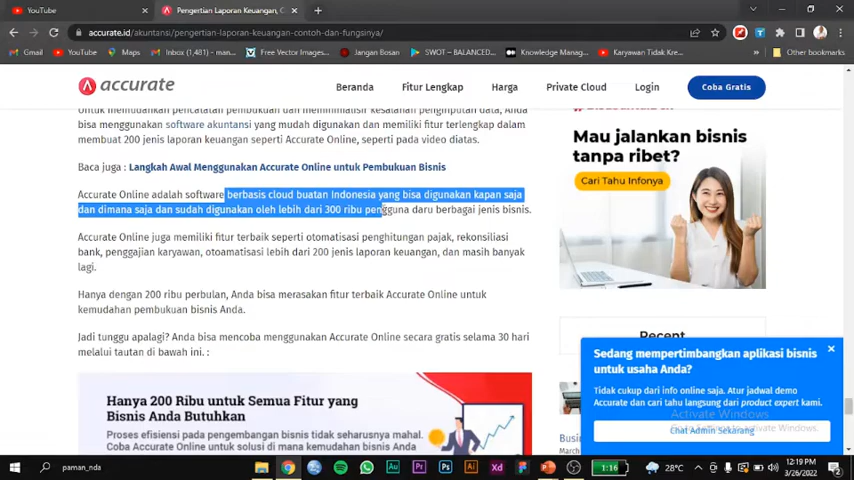 YouTube
Pengertian Laporan Keuangan, C
accurate.id/akuntansi/pengertian-laporan-keuangan-contoh-dan-fungsinya/
Gmail YouTube Maps Inbox (1,481) - man... Free Vector Images... Jangan Bosan SWOT – BALANCED... Knowledge Manag... Karyawan Tidak Kre... Other bookmarks
accurate Beranda Fitur Lengkap Harga Private Cloud Login Coba Gratis
Untuk memudahkan pencatatan pembukuan dan meminimalisir kesalahan penginputan data, Anda
bisa menggunakan software akuntansi yang mudah digunakan dan memiliki fitur terlengkap dalam
membuat 200 jenis laporan keuangan seperti Accurate Online, seperti pada video diatas.
Baca juga : Langkah Awal Menggunakan Accurate Online untuk Pembukuan Bisnis
Accurate Online adalah software berbasis cloud buatan Indonesia yang bisa digunakan kapan saja
dan dimana saja dan sudah digunakan oleh lebih dari 300 ribu pengguna daru berbagai jenis bisnis.
Accurate Online juga memiliki fitur terbaik seperti otomatisasi penghitungan pajak, rekonsiliasi
bank, penggajian karyawan, otoamatisasi lebih dari 200 jenis laporan keuangan, dan masih banyak
lagi.
Hanya dengan 200 ribu perbulan, Anda bisa merasakan fitur terbaik Accurate Online untuk
kemudahan pembukuan bisnis Anda.
Jadi tunggu apalagi? Anda bisa mencoba menggunakan Accurate Online secara gratis selama 30 hari
melalui tautan di bawah ini. :
Hanya 200 Ribu untuk Semua Fitur yang
Bisnis Anda Butuhkan
Proses efisiensi pada pengembangan bisnis tidak seharusnya mahal.
Coba Accurate Online untuk solusi di mana kemudahan bisnis Anda
Mau jalankan bisnis
tanpa ribet?
Cari Tahu Infonya
Recent
Sedang mempertimbangkan aplikasi bisnis
untuk usaha Anda?
Tidak cukup dari info online saja. Atur jadwal demo
Accurate dan cari tahu langsung dari product expert kami.
Chat Admin Sekarang
Activate Windows
Busi
March
paman_nda
1:16
28°C
12:19 PM
3/26/2022
2